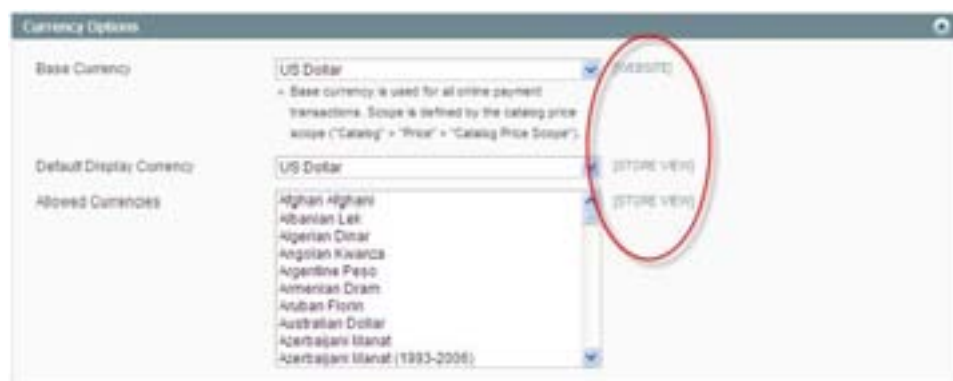 Currency Options
Base Currency US Dollar [WEBSITE]
Base currency is used for all online payment
transactions. Scope is defined by the catalog price
scope ("Catalog" > "Price" > "Catalog Price Scope").
Default Display Currency US Dollar [STORE VIEW]
Allowed Currencies Afghan Afghani [STORE VIEW]
Albanian Lek
Algerian Dinar
Angolan Kwanza
Argentine Peso
Armenian Dram
Aruban Florin
Australian Dollar
Azerbaijani Manat
Azerbaijani Manat (1993-2006)